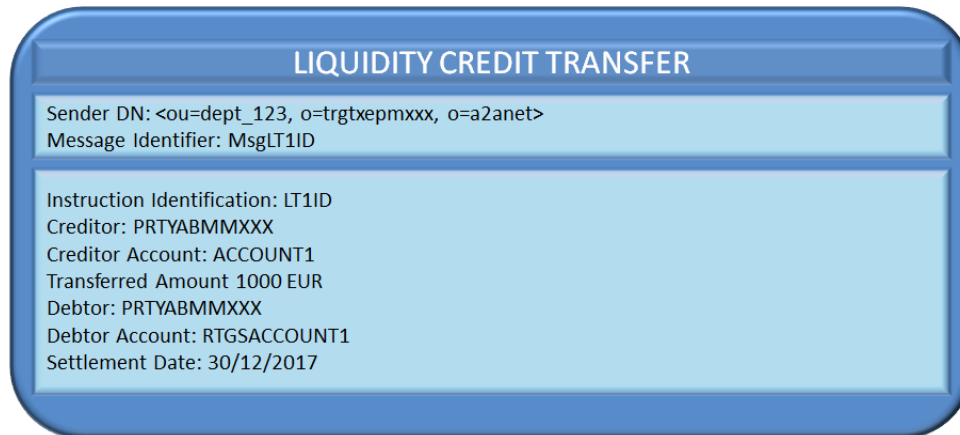 LIQUIDITY CREDIT TRANSFER
Sender DN: <ou=dept_123, o=trgtxepmxxx, o=a2anet>
Message Identifier: MsgLT1ID
Instruction Identification: LT1ID
Creditor: PRTYABMMXXX
Creditor Account: ACCOUNT1
Transferred Amount 1000 EUR
Debtor: PRTYABMMXXX
Debtor Account: RTGSACCOUNT1
Settlement Date: 30/12/2017